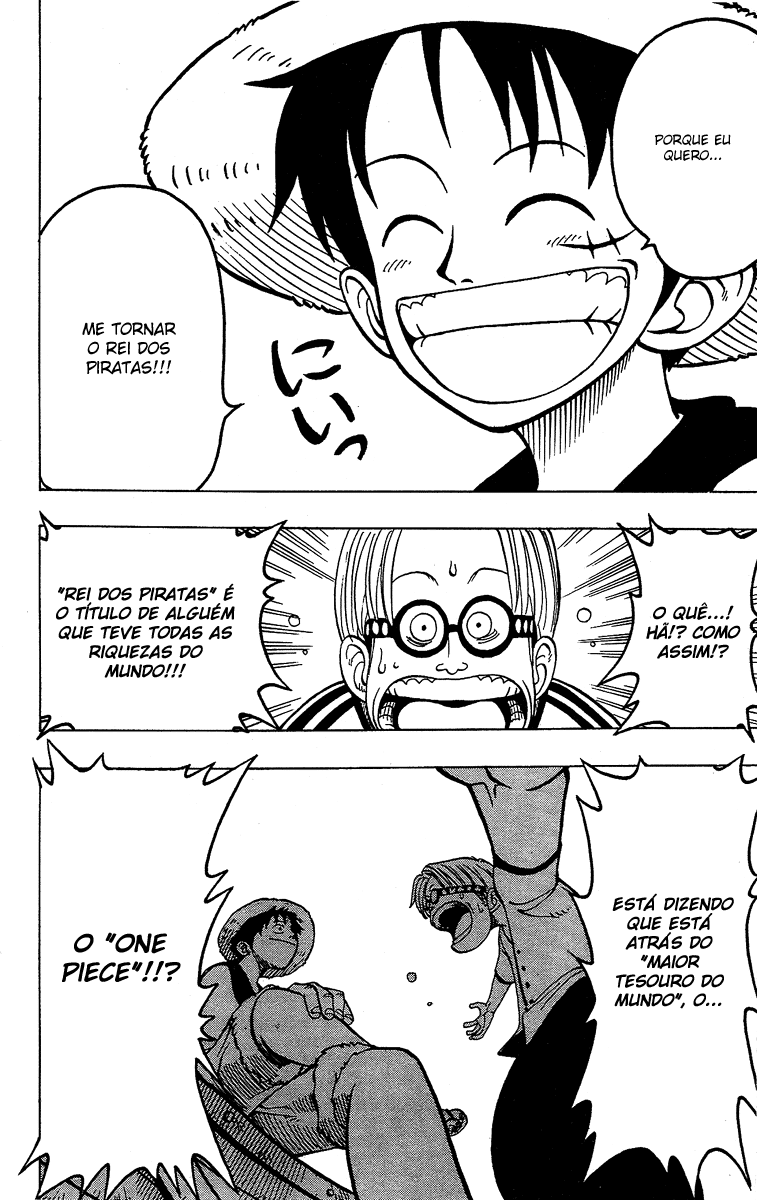 PORQUE EU
QUERO...
ME TORNAR
O REI DOS
PIRATAS!!!
にいっ
O QUÊ...!
HÃ!? COMO
ASSIM!?
"REI DOS PIRATAS" É
O TÍTULO DE ALGUÉM
QUE TEVE TODAS AS
RIQUEZAS DO
MUNDO!!!
ESTÁ DIZENDO
QUE ESTÁ
ATRÁS DO
"MAIOR
TESOURO DO
MUNDO", O...
O "ONE
PIECE"!!?